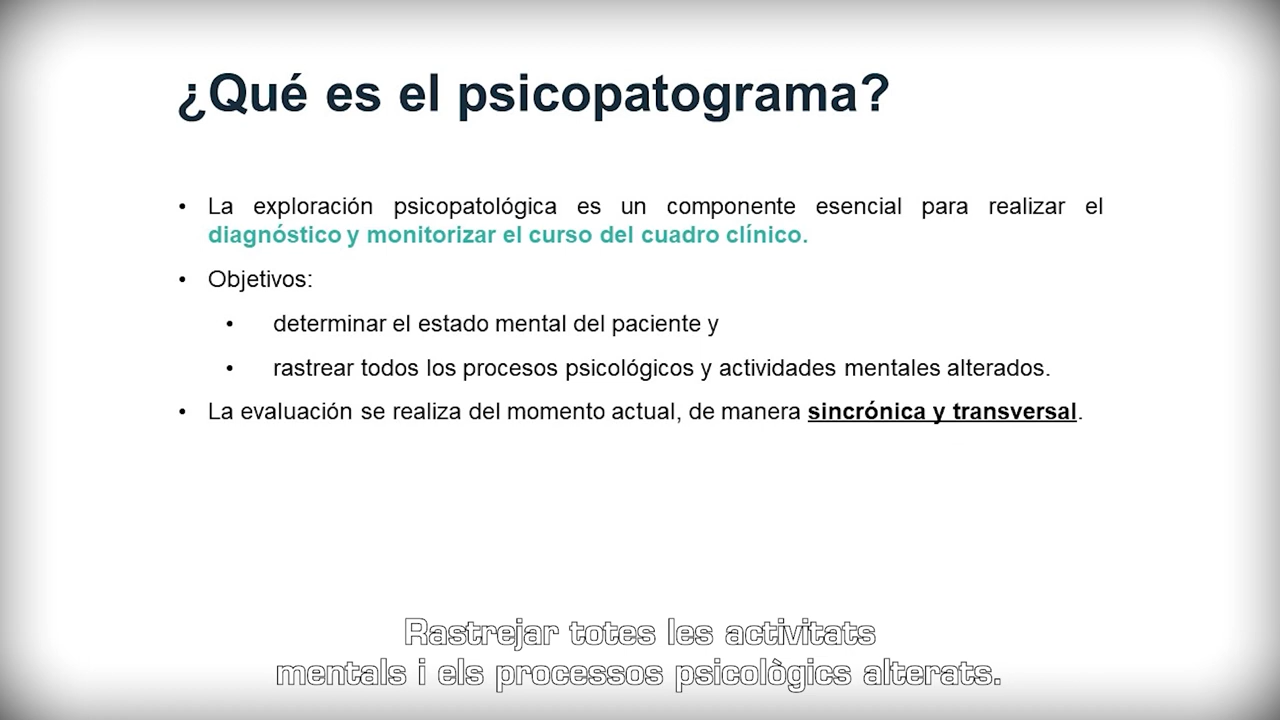 ¿Qué es el psicopatograma?
• La exploración psicopatológica es un componente esencial para realizar el
diagnóstico y monitorizar el curso del cuadro clínico.
• Objetivos:
• determinar el estado mental del paciente y
• rastrear todos los procesos psicológicos y actividades mentales alterados.
• La evaluación se realiza del momento actual, de manera sincrónica y transversal.
Rastrejar totes les activitats
mentals i els processos psicològics alterats.